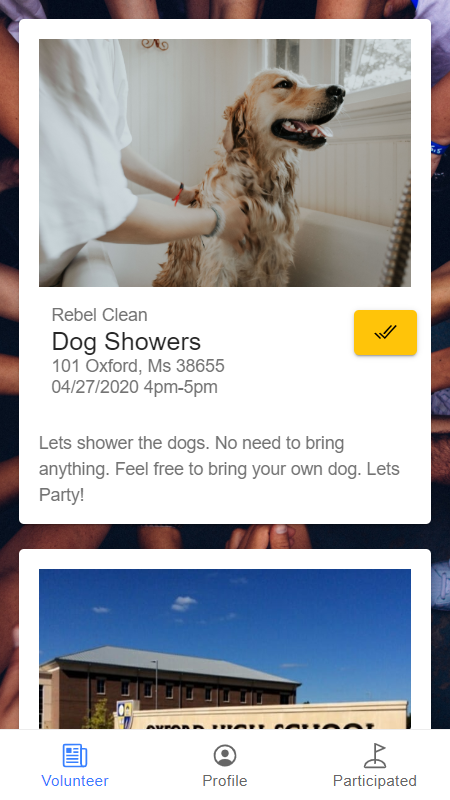 Rebel Clean
Dog Showers
101 Oxford, Ms 38655
04/27/2020 4pm-5pm
Lets shower the dogs. No need to bring
anything. Feel free to bring your own dog. Lets
Party!
OXFORD HIGH SCHOOL
Volunteer
Profile
Participated